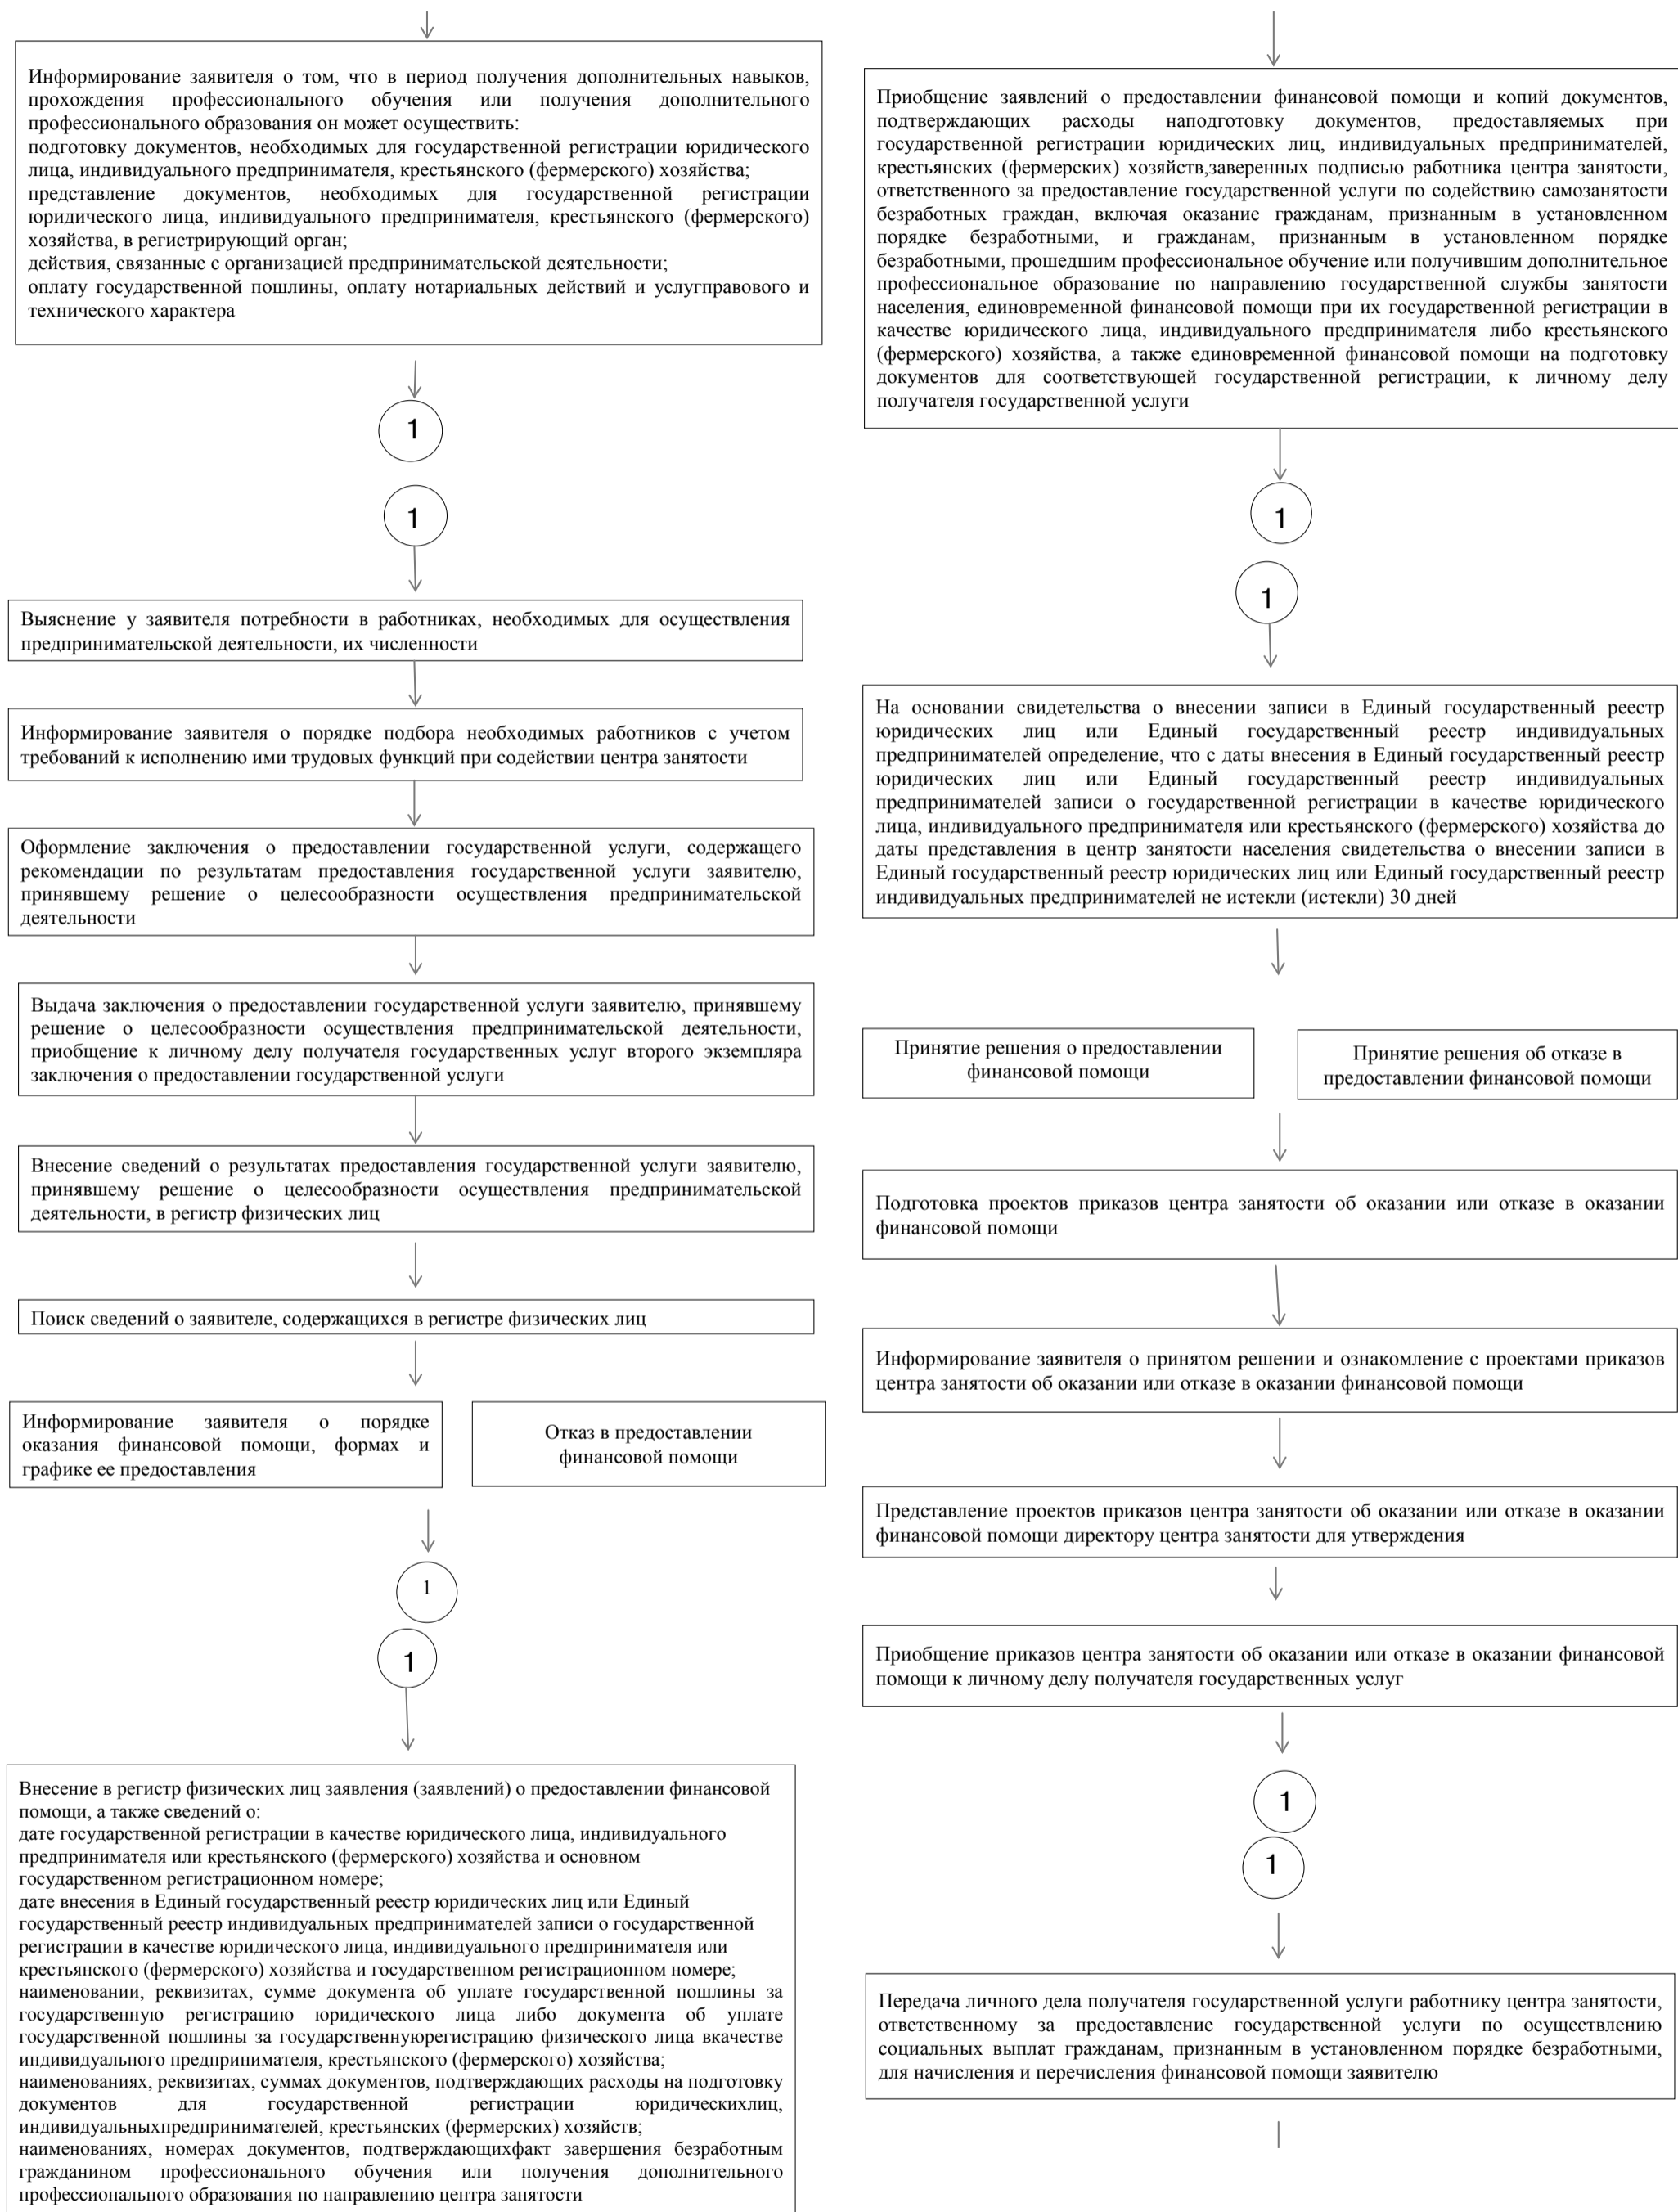 Информирование заявителя о том, что в период получения дополнительных навыков,
прохождения профессионального обучения или получения дополнительного
профессионального образования он может осуществить:
подготовку документов, необходимых для государственной регистрации юридического
лица, индивидуального предпринимателя, крестьянского (фермерского) хозяйства;
представление документов, необходимых для государственной регистрации
юридического лица, индивидуального предпринимателя, крестьянского (фермерского)
хозяйства, в регистрирующий орган;
действия, связанные с организацией предпринимательской деятельности;
оплату государственной пошлины, оплату нотариальных действий и услугправового и
технического характера
1
1
Выяснение у заявителя потребности в работниках, необходимых для осуществления
предпринимательской деятельности, их численности
Информирование заявителя о порядке подбора необходимых работников с учетом
требований к исполнению ими трудовых функций при содействии центра занятости
Оформление заключения о предоставлении государственной услуги, содержащего
рекомендации по результатам предоставления государственной услуги заявителю,
принявшему решение о целесообразности осуществления предпринимательской
деятельности
Выдача заключения о предоставлении государственной услуги заявителю, принявшему
решение о целесообразности осуществления предпринимательской деятельности,
приобщение к личному делу получателя государственных услуг второго экземпляра
заключения о предоставлении государственной услуги
Внесение сведений о результатах предоставления государственной услуги заявителю,
принявшему решение о целесообразности осуществления предпринимательской
деятельности, в регистр физических лиц
Поиск сведений о заявителе, содержащихся в регистре физических лиц
Информирование заявителя о порядке
оказания финансовой помощи, формах и
графике ее предоставления
Отказ в предоставлении
финансовой помощи
1
1
Внесение в регистр физических лиц заявления (заявлений) о предоставлении финансовой
помощи, а также сведений о:
дате государственной регистрации в качестве юридического лица, индивидуального
предпринимателя или крестьянского (фермерского) хозяйства и основном
государственном регистрационном номере;
дате внесения в Единый государственный реестр юридических лиц или Единый
государственный реестр индивидуальных предпринимателей записи о государственной
регистрации в качестве юридического лица, индивидуального предпринимателя или
крестьянского (фермерского) хозяйства и государственном регистрационном номере;
наименовании, реквизитах, сумме документа об уплате государственной пошлины за
государственную регистрацию юридического лица либо документа об уплате
государственной пошлины за государственнуюрегистрацию физического лица вкачестве
индивидуального предпринимателя, крестьянского (фермерского) хозяйства;
наименованиях, реквизитах, суммах документов, подтверждающих расходы на подготовку
документов для государственной регистрации юридическихлиц,
индивидуальныхпредпринимателей, крестьянских (фермерских) хозяйств;
наименованиях, номерах документов, подтверждающихфакт завершения безработным
гражданином профессионального обучения или получения дополнительного
профессионального образования по направлению центра занятости
Приобщение заявлений о предоставлении финансовой помощи и копий документов,
подтверждающих расходы наподготовку документов, предоставляемых при
государственной регистрации юридических лиц, индивидуальных предпринимателей,
крестьянских (фермерских) хозяйств,заверенных подписью работника центра занятости,
ответственного за предоставление государственной услуги по содействию самозанятости
безработных граждан, включая оказание гражданам, признанным в установленном
порядке безработными, и гражданам, признанным в установленном порядке
безработными, прошедшим профессиональное обучение или получившим дополнительное
профессиональное образование по направлению государственной службы занятости
населения, единовременной финансовой помощи при их государственной регистрации в
качестве юридического лица, индивидуального предпринимателя либо крестьянского
(фермерского) хозяйства, а также единовременной финансовой помощи на подготовку
документов для соответствующей государственной регистрации, к личному делу
получателя государственной услуги
1
1
На основании свидетельства о внесении записи в Единый государственный реестр
юридических лиц или Единый государственный реестр индивидуальных
предпринимателей определение, что с даты внесения в Единый государственный реестр
юридических лиц или Единый государственный реестр индивидуальных
предпринимателей записи о государственной регистрации в качестве юридического
лица, индивидуального предпринимателя или крестьянского (фермерского) хозяйства до
даты представления в центр занятости населения свидетельства о внесении записи в
Единый государственный реестр юридических лиц или Единый государственный реестр
индивидуальных предпринимателей не истекли (истекли) 30 дней
Принятие решения о предоставлении
финансовой помощи
Принятие решения об отказе в
предоставлении финансовой помощи
Подготовка проектов приказов центра занятости об оказании или отказе в оказании
финансовой помощи
Информирование заявителя о принятом решении и ознакомление с проектами приказов
центра занятости об оказании или отказе в оказании финансовой помощи
Представление проектов приказов центра занятости об оказании или отказе в оказании
финансовой помощи директору центра занятости для утверждения
Приобщение приказов центра занятости об оказании или отказе в оказании финансовой
помощи к личному делу получателя государственных услуг
1
1
Передача личного дела получателя государственной услуги работнику центра занятости,
ответственному за предоставление государственной услуги по осуществлению
социальных выплат гражданам, признанным в установленном порядке безработными,
для начисления и перечисления финансовой помощи заявителю